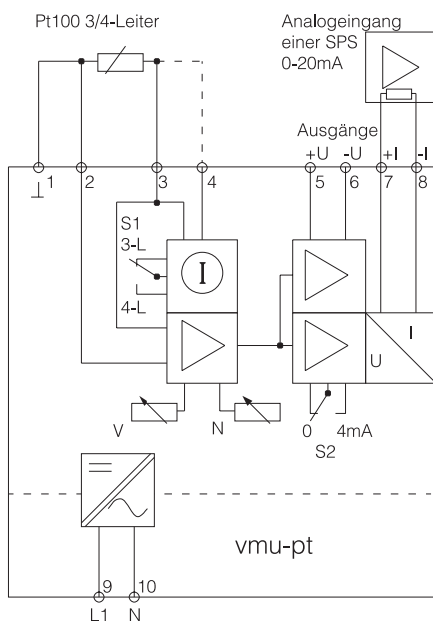 Pt100 3/4-Leiter
Analogeingang
einer SPS
0-20mA
Ausgänge
+U -U +I -I
1 2 3 4 5 6 7 8
⊥
S1
3-L
4-L
I
U
I
V N
0 4mA
S2
vmu-pt
9 10
L1 N